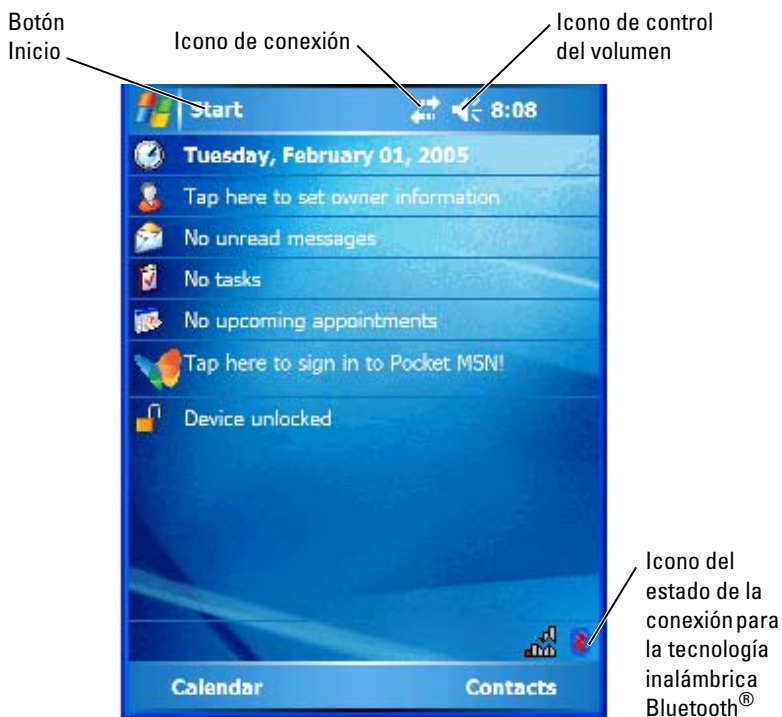 Botón
Inicio
Icono de conexión
Icono de control
del volumen
Start
8:08
Tuesday, February 01, 2005
Tap here to set owner information
No unread messages
No tasks
No upcoming appointments
Tap here to sign in to Pocket MSN!
Device unlocked
Icono del
estado de la
conexión para
la tecnología
inalámbrica
Bluetooth®
Calendar
Contacts